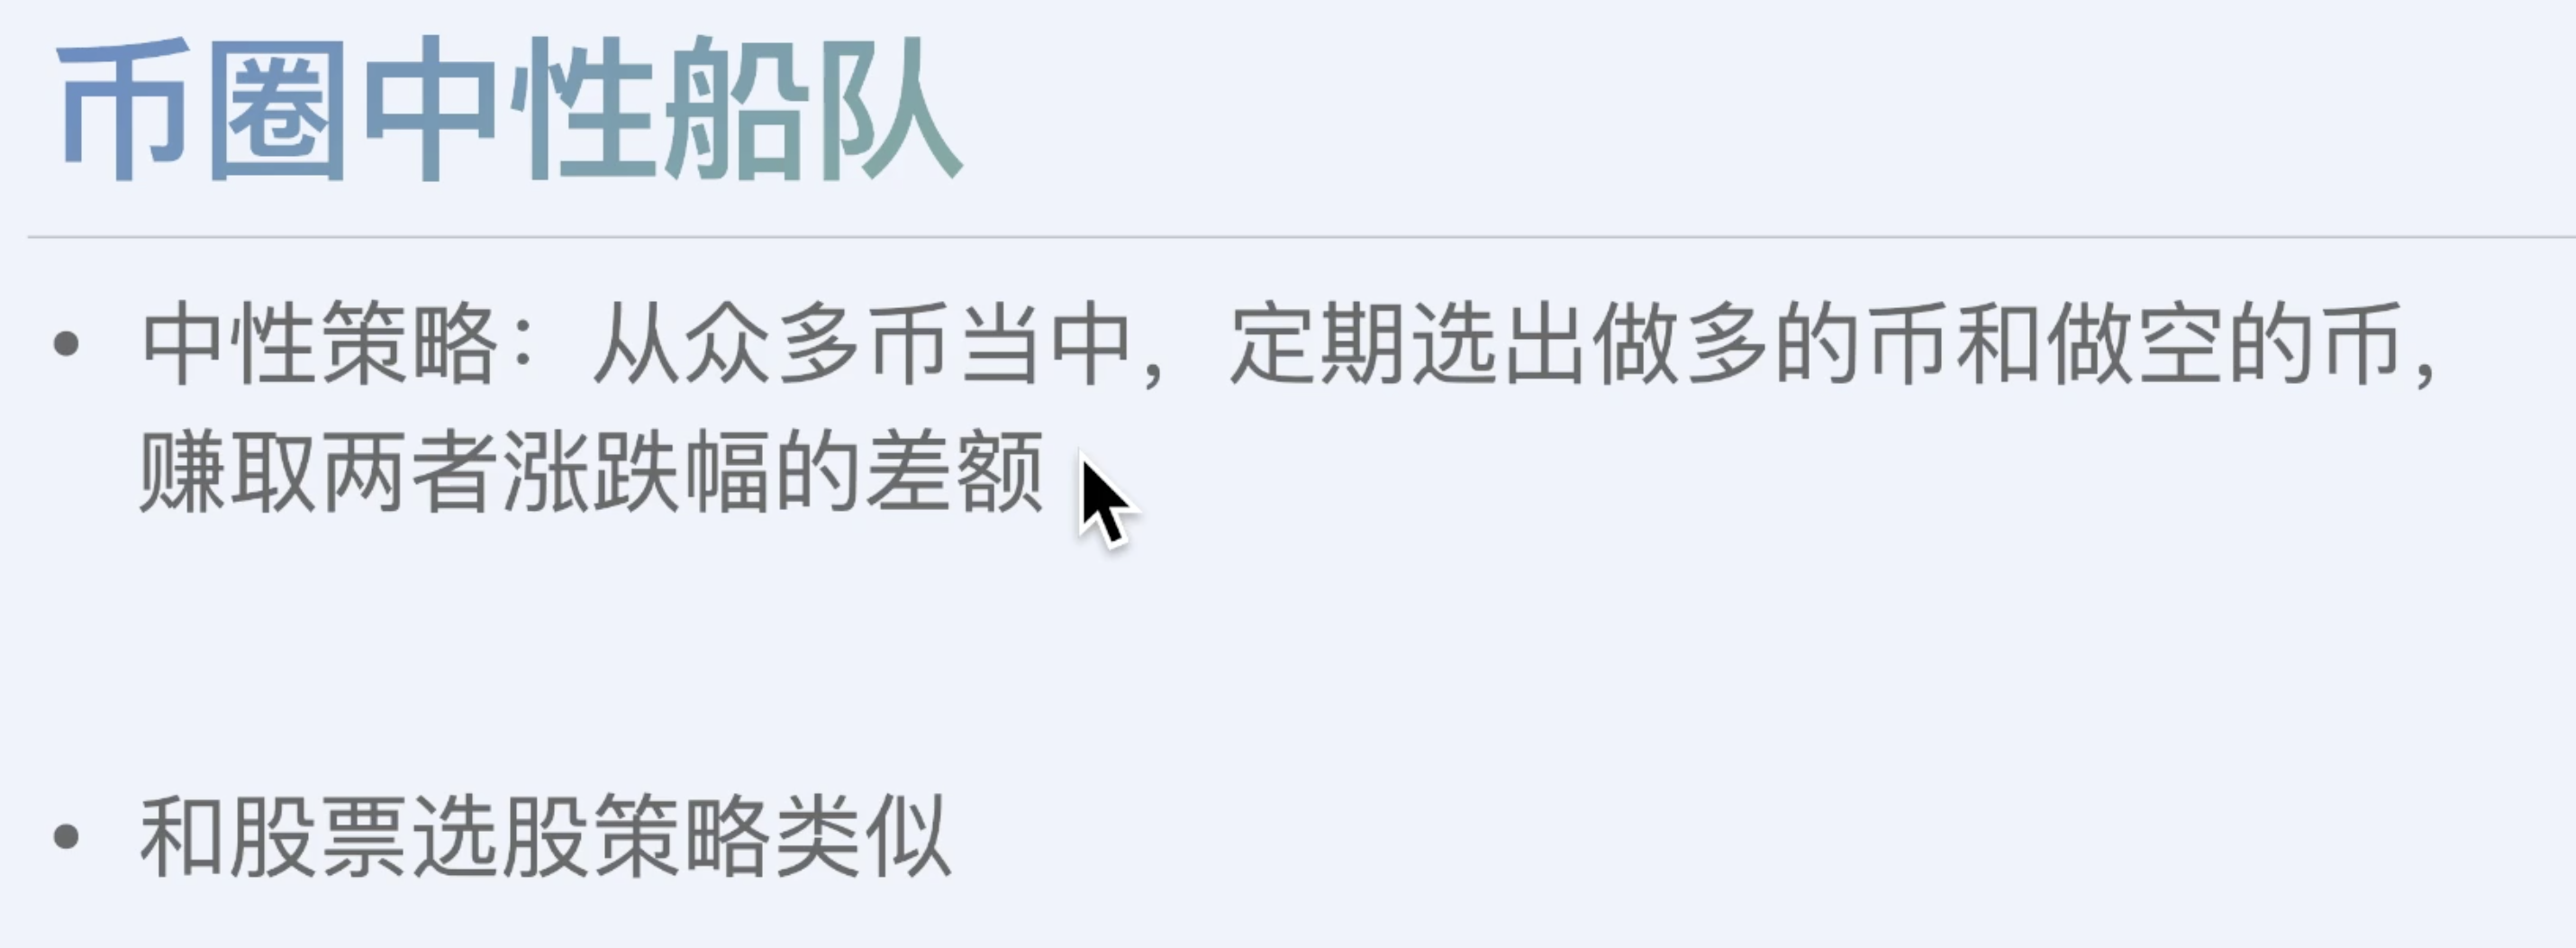 币圈中性船队
• 中性策略：从众多币当中，定期选出做多的币和做空的币，
赚取两者涨跌幅的差额
• 和股票选股策略类似